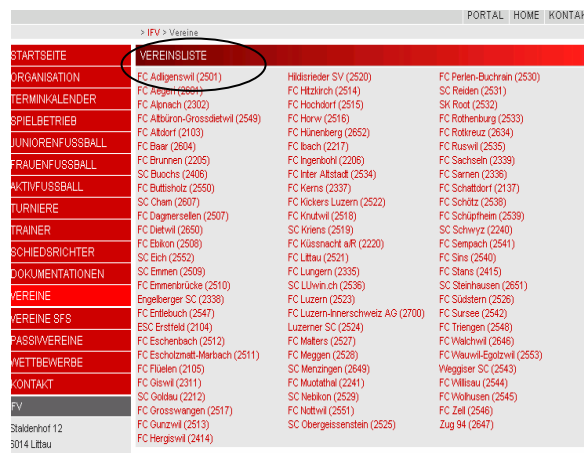 PORTAL HOME KONTAK
> IFV > Vereine
STARTSEITE
ORGANISATION
TERMINKALENDER
SPIELBETRIEB
JUNIORENFUSSBALL
FRAUENFUSSBALL
AKTIVFUSSBALL
TURNIERE
TRAINER
SCHIEDSRICHTER
DOKUMENTATIONEN
VEREINE
VEREINE SFS
PASSIVVEREINE
WETTBEWERBE
KONTAKT
IFV
Staldenhof 12
6014 Littau
VEREINSLISTE
FC Adligenswil (2501)
FC Aegeri (2601)
FC Alpnach (2302)
FC Altbüron-Grossdietwil (2549)
FC Altdorf (2103)
FC Baar (2604)
FC Brunnen (2205)
SC Buochs (2406)
FC Buttisholz (2550)
SC Cham (2607)
FC Dagmersellen (2507)
FC Dietwil (2650)
FC Ebikon (2508)
SC Eich (2552)
SC Emmen (2509)
FC Emmenbrücke (2510)
Engelberger SC (2338)
FC Entlebuch (2547)
ESC Erstfeld (2104)
FC Eschenbach (2512)
FC Escholzmatt-Marbach (2511)
FC Flüelen (2105)
FC Giswil (2311)
SC Goldau (2212)
FC Grosswangen (2517)
FC Gunzwil (2513)
FC Hergiswil (2414)
Hildisrieder SV (2520)
FC Hitzkirch (2514)
FC Hochdorf (2515)
FC Horw (2516)
FC Hünenberg (2652)
FC Ibach (2217)
FC Ingenbohl (2206)
FC Inter Altstadt (2534)
FC Kerns (2337)
FC Kickers Luzern (2522)
FC Knutwil (2518)
SC Kriens (2519)
FC Küssnacht a/R (2220)
FC Littau (2521)
FC Lungern (2335)
SC LUwin.ch (2536)
FC Luzern (2523)
FC Luzern-Innerschweiz AG (2700)
Luzerner SC (2524)
FC Malters (2527)
FC Meggen (2528)
SC Menzingen (2649)
FC Muotathal (2241)
SC Nebikon (2529)
FC Nottwil (2551)
SC Obergeissenstein (2525)
FC Perlen-Buchrain (2530)
SC Reiden (2531)
SK Root (2532)
FC Rothenburg (2533)
FC Rotkreuz (2634)
FC Ruswil (2535)
FC Sachseln (2339)
FC Sarnen (2336)
FC Schattdorf (2137)
FC Schötz (2538)
FC Schüpfheim (2539)
SC Schwyz (2240)
FC Sempach (2541)
FC Sins (2540)
FC Stans (2415)
SC Steinhausen (2651)
FC Südstern (2526)
FC Sursee (2542)
FC Triengen (2548)
FC Walchwil (2646)
FC Wauwil-Egolzwil (2553)
Weggiser SC (2543)
FC Willisau (2544)
FC Wolhusen (2545)
FC Zell (2546)
Zug 94 (2647)